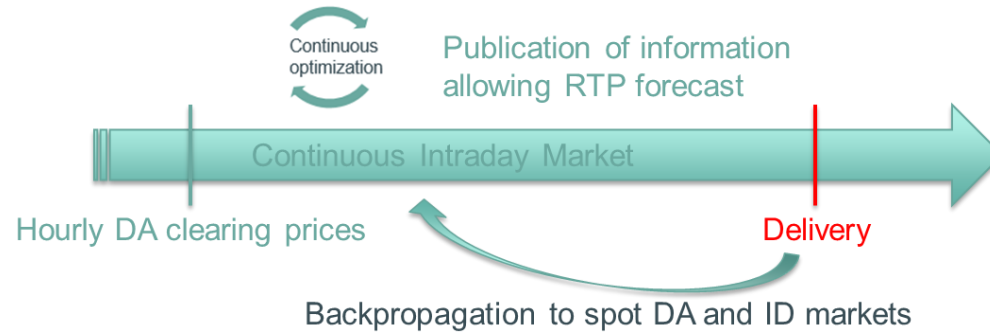 Continuous
optimization
Publication of information
allowing RTP forecast
Continuous Intraday Market
Hourly DA clearing prices
Delivery
Backpropagation to spot DA and ID markets